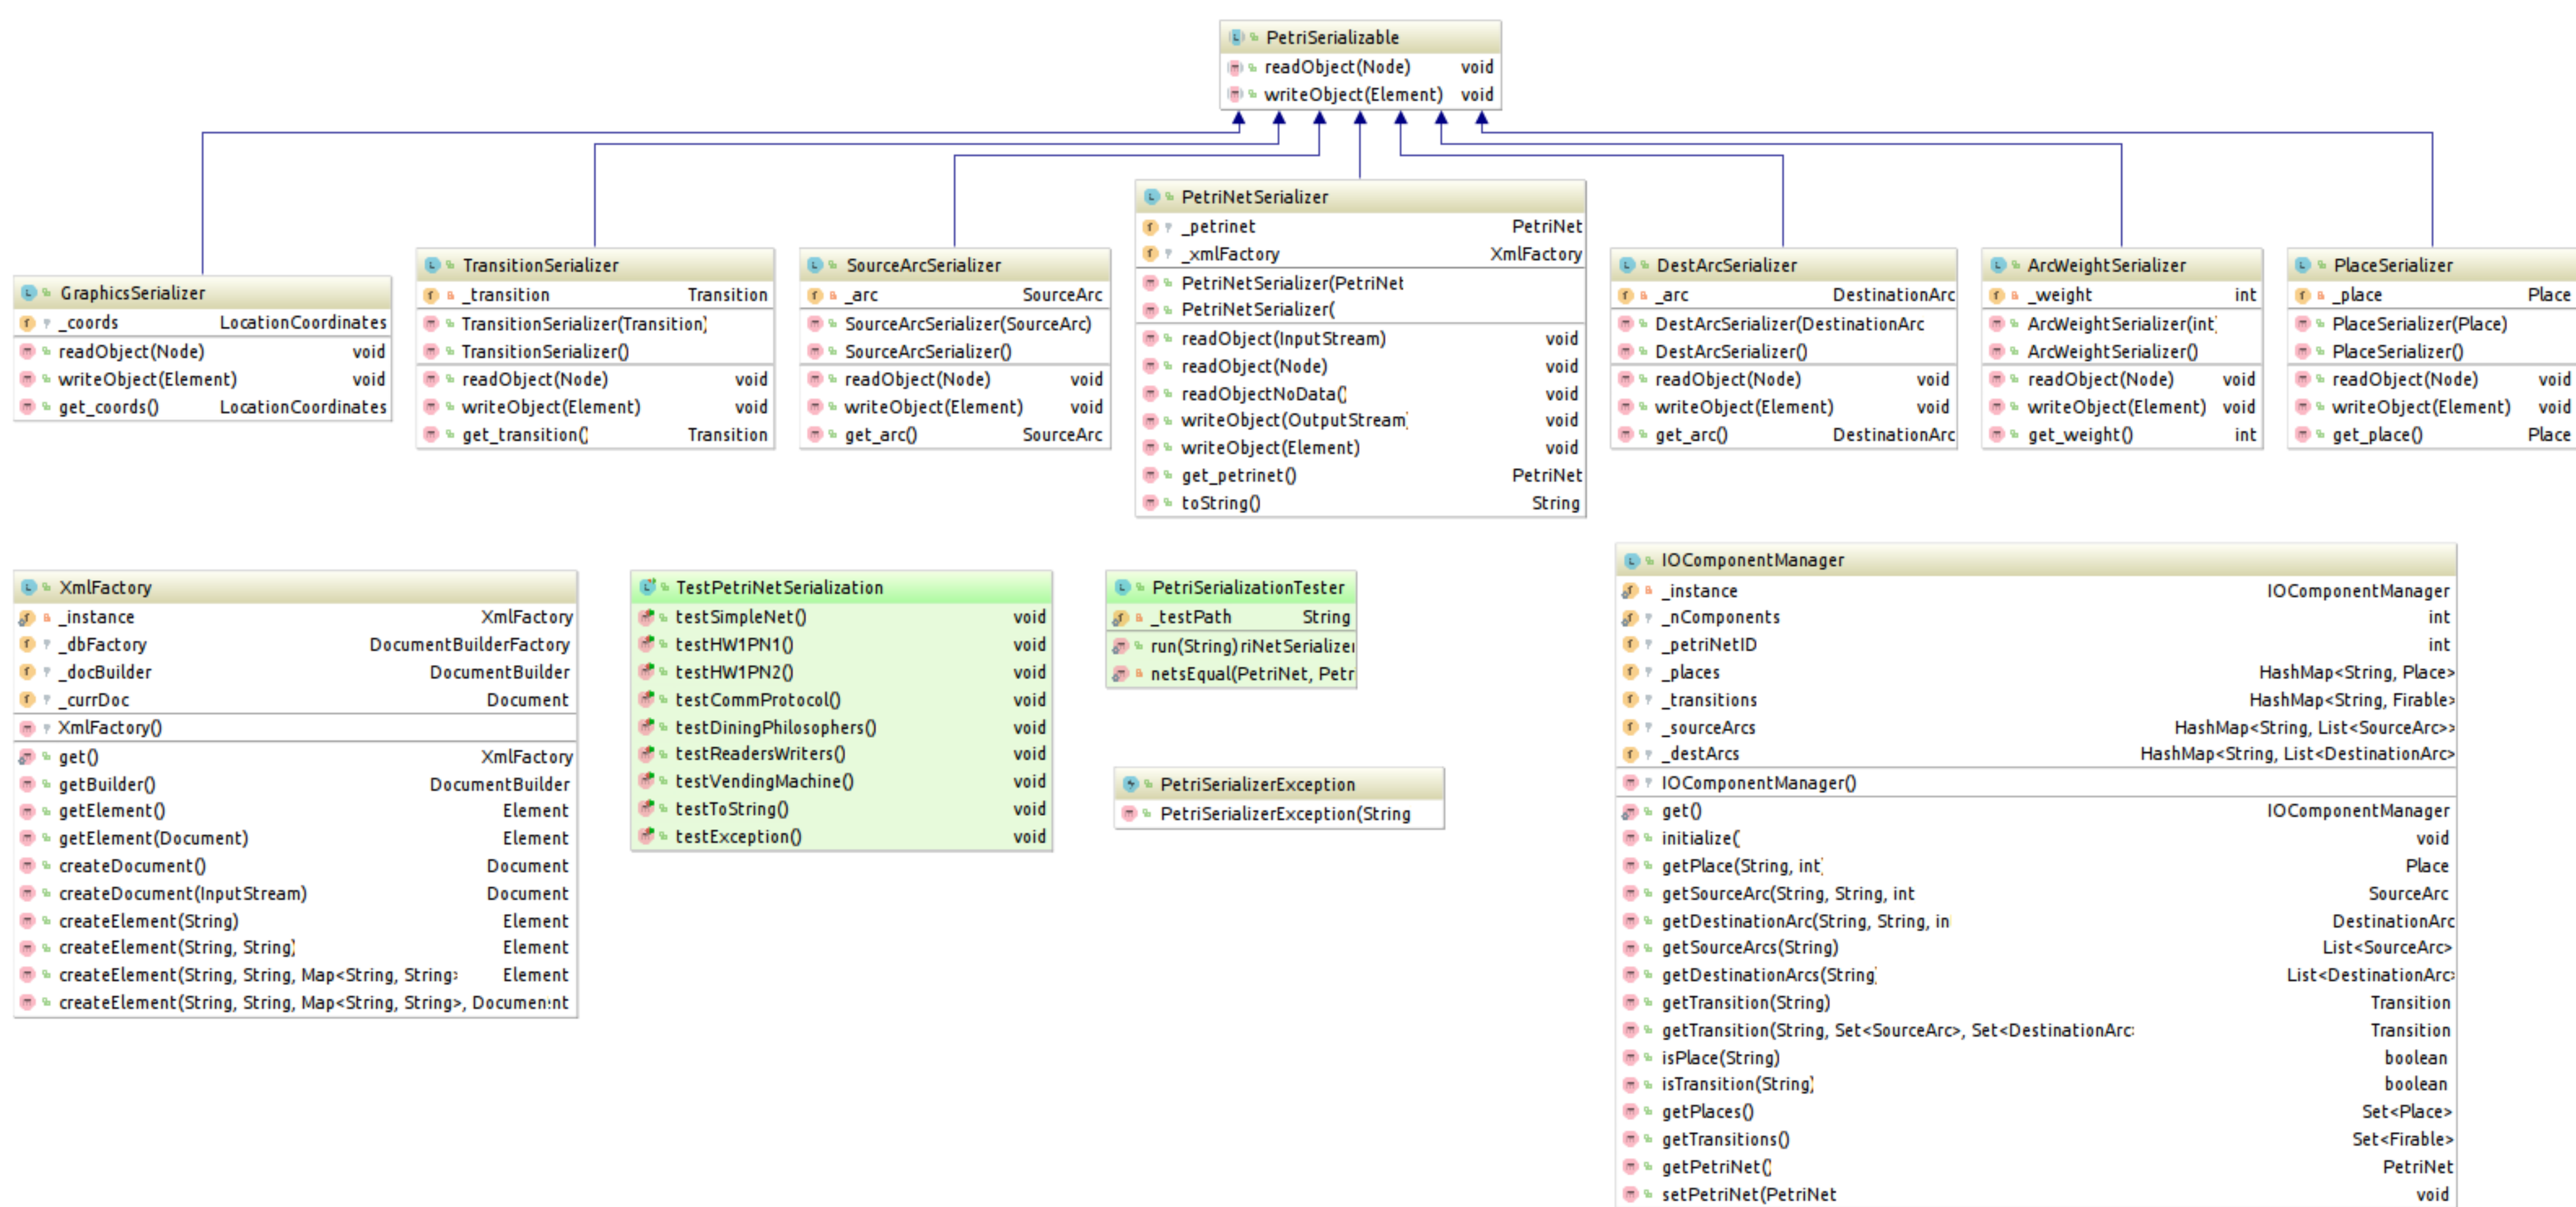 PetriSerializable
readObject(Node) void
writeObject(Element) void
GraphicsSerializer
_coords LocationCoordinates
readObject(Node) void
writeObject(Element) void
get_coords() LocationCoordinates
TransitionSerializer
_transition Transition
TransitionSerializer(Transition)
TransitionSerializer()
readObject(Node) void
writeObject(Element) void
get_transition() Transition
SourceArcSerializer
_arc SourceArc
SourceArcSerializer(SourceArc)
SourceArcSerializer()
readObject(Node) void
writeObject(Element) void
get_arc() SourceArc
PetriNetSerializer
_petrinet PetriNet
_xmlFactory XmlFactory
PetriNetSerializer(PetriNet
PetriNetSerializer(
readObject(InputStream) void
readObject(Node) void
readObjectNoData() void
writeObject(OutputStream) void
writeObject(Element) void
get_petrinet() PetriNet
toString() String
DestArcSerializer
_arc DestinationArc
DestArcSerializer(DestinationArc
DestArcSerializer()
readObject(Node) void
writeObject(Element) void
get_arc() DestinationArc
ArcWeightSerializer
_weight int
ArcWeightSerializer(int)
ArcWeightSerializer()
readObject(Node) void
writeObject(Element) void
get_weight() int
PlaceSerializer
_place Place
PlaceSerializer(Place)
PlaceSerializer()
readObject(Node) void
writeObject(Element) void
get_place() Place
XmlFactory
_instance XmlFactory
_dbFactory DocumentBuilderFactory
_docBuilder DocumentBuilder
_currDoc Document
XmlFactory()
get() XmlFactory
getBuilder() DocumentBuilder
getElement() Element
getElement(Document) Element
createDocument() Document
createDocument(InputStream) Document
createElement(String) Element
createElement(String, String) Element
createElement(String, String, Map<String, String> Element
createElement(String, String, Map<String, String>, Document
TestPetriNetSerialization
testSimpleNet() void
testHW1PN1() void
testHW1PN2() void
testCommProtocol() void
testDiningPhilosophers() void
testReadersWriters() void
testVendingMachine() void
testToString() void
testException() void
PetriSerializationTester
_testPath String
run(String) riNetSerializer
netsEqual(PetriNet, Petr
PetriSerializerException
PetriSerializerException(String
IOComponentManager
_instance IOComponentManager
_nComponents int
_petriNetID int
_places HashMap<String, Place>
_transitions HashMap<String, Firable>
_sourceArcs HashMap<String, List<SourceArc>>
_destArcs HashMap<String, List<DestinationArc>
IOComponentManager()
get() IOComponentManager
initialize( void
getPlace(String, int) Place
getSourceArc(String, String, int SourceArc
getDestinationArc(String, String, in DestinationArc
getSourceArcs(String) List<SourceArc>
getDestinationArcs(String) List<DestinationArc>
getTransition(String) Transition
getTransition(String, Set<SourceArc>, Set<DestinationArc> Transition
isPlace(String) boolean
isTransition(String) boolean
getPlaces() Set<Place>
getTransitions() Set<Firable>
getPetriNet() PetriNet
setPetriNet(PetriNet void